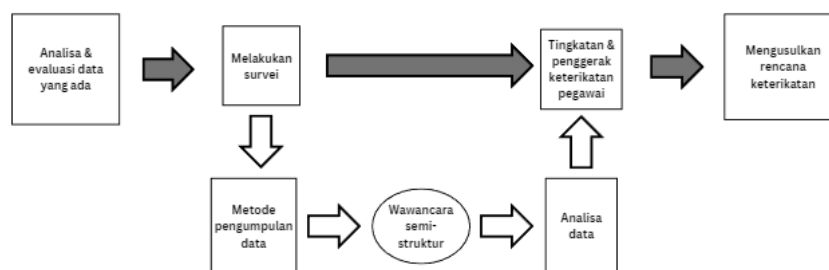 Analisa &
evaluasi data
yang ada
Melakukan
survei
Tingkatan &
penggerak
keterikatan
pegawai
Mengusulkan
rencana
keterikatan
Metode
pengumpulan
data
Wawancara
semi-
struktur
Analisa
data